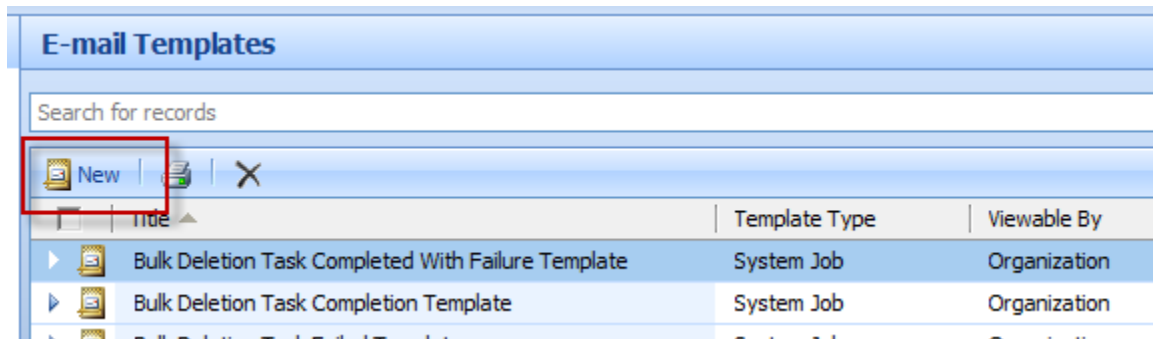 E-mail Templates
Search for records
New
Title Template Type Viewable By
Bulk Deletion Task Completed With Failure Template System Job Organization
Bulk Deletion Task Completion Template System Job Organization